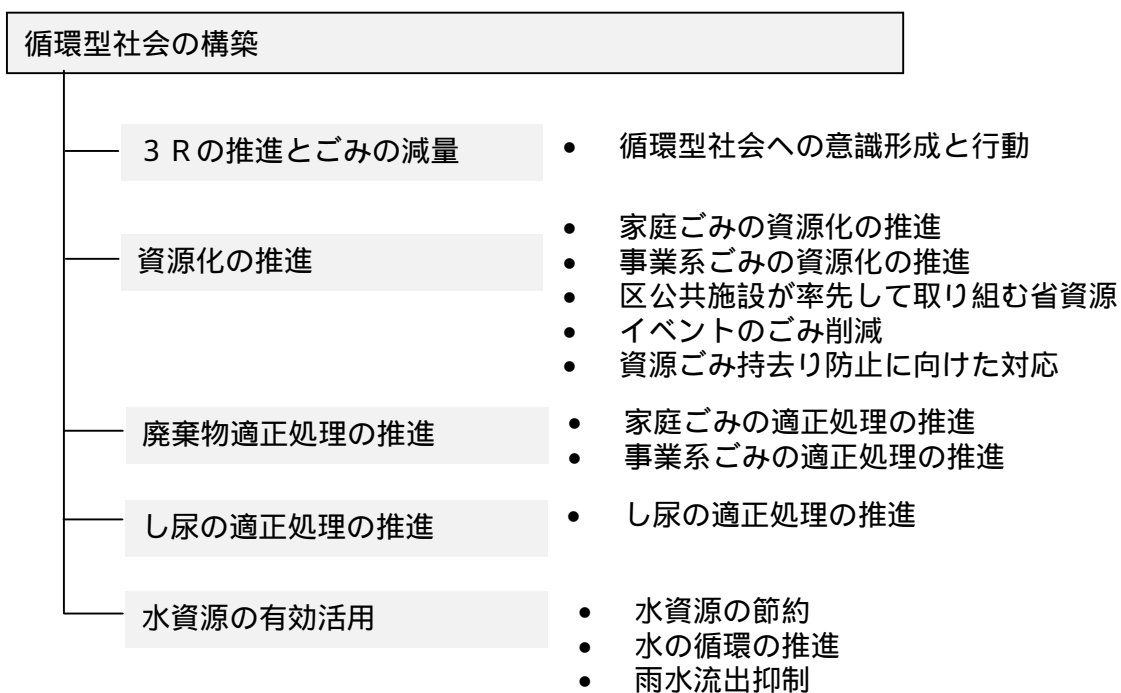 循環型社会の構築
３Ｒの推進とごみの減量
• 循環型社会への意識形成と行動
資源化の推進
• 家庭ごみの資源化の推進
• 事業系ごみの資源化の推進
• 区公共施設が率先して取り組む省資源
• イベントのごみ削減
• 資源ごみ持去り防止に向けた対応
廃棄物適正処理の推進
• 家庭ごみの適正処理の推進
• 事業系ごみの適正処理の推進
し尿の適正処理の推進
• し尿の適正処理の推進
水資源の有効活用
• 水資源の節約
• 水の循環の推進
• 雨水流出抑制